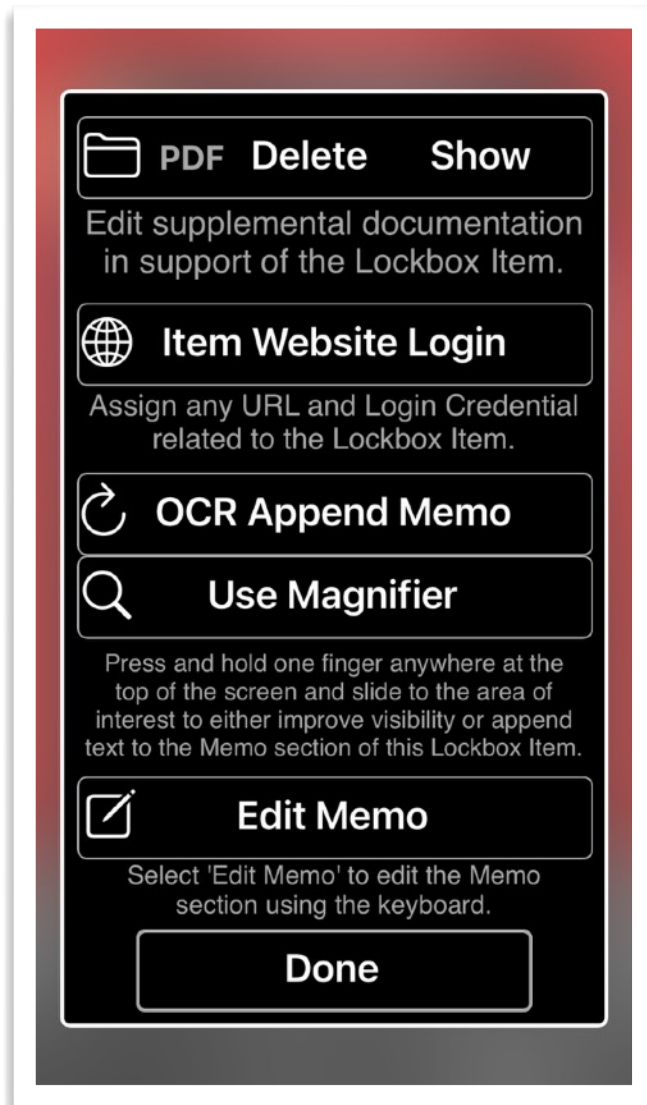 PDF Delete Show
Edit supplemental documentation
in support of the Lockbox Item.
Item Website Login
Assign any URL and Login Credential
related to the Lockbox Item.
OCR Append Memo
Use Magnifier
Press and hold one finger anywhere at the
top of the screen and slide to the area of
interest to either improve visibility or append
text to the Memo section of this Lockbox Item.
Edit Memo
Select 'Edit Memo' to edit the Memo
section using the keyboard.
Done